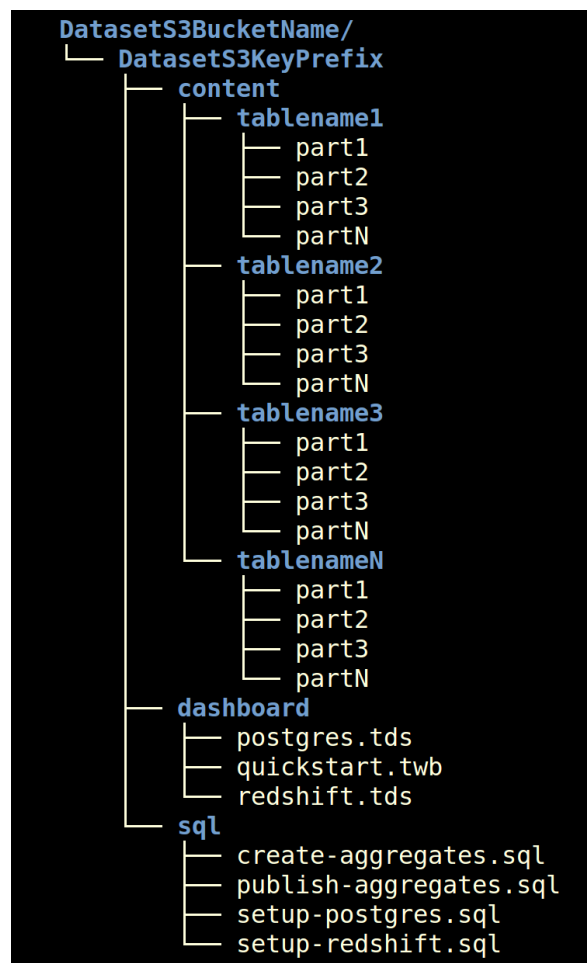 DatasetS3BucketName/
DatasetS3KeyPrefix
content
tablename1
part1
part2
part3
partN
tablename2
part1
part2
part3
partN
tablename3
part1
part2
part3
partN
tablenameN
part1
part2
part3
partN
dashboard
postgres.tds
quickstart.twb
redshift.tds
sql
create-aggregates.sql
publish-aggregates.sql
setup-postgres.sql
setup-redshift.sql